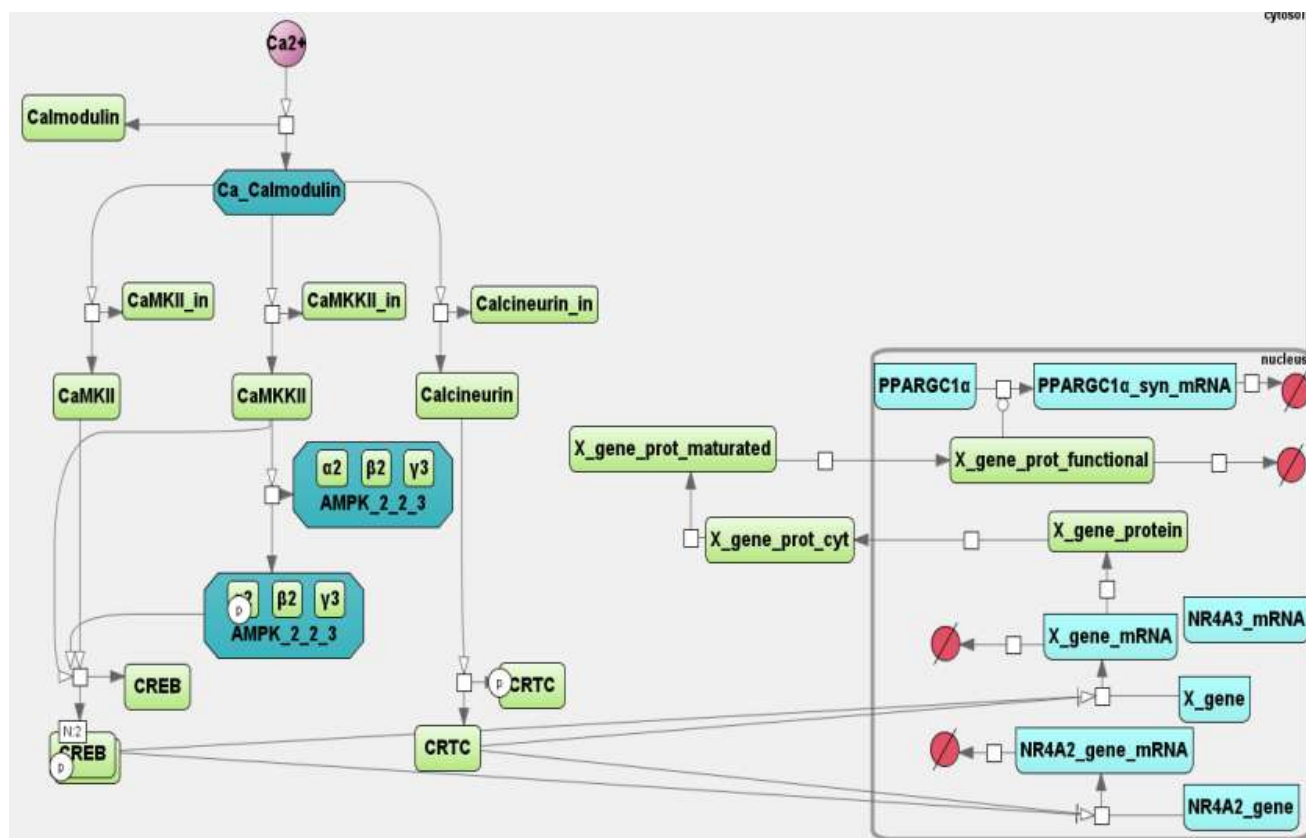 cytosol
Ca2+
Calmodulin
Ca_Calmodulin
CaMKII_in
CaMKKII_in
Calcineurin_in
CaMKII
CaMKKII
Calcineurin
nucleus
PPARGC1α
PPARGC1α_syn_mRNA
X_gene_prot_maturated
X_gene_prot_functional
α2
β2
γ3
AMPK_2_2_3
X_gene_prot_cyt
X_gene_protein
p
β2
γ3
AMPK_2_2_3
X_gene_mRNA
NR4A3_mRNA
CREB
p
CRTC
X_gene
N:2
CREB
p
CRTC
NR4A2_gene_mRNA
NR4A2_gene